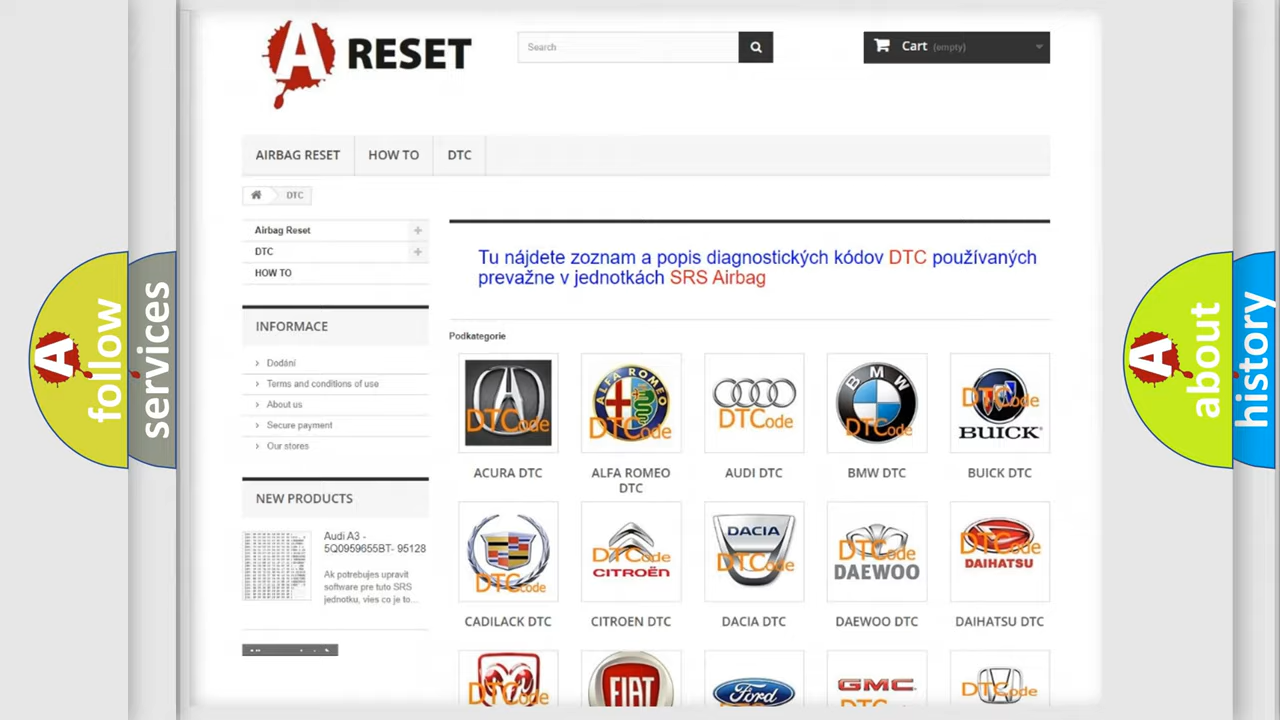 A RESET
Search
Cart (empty)
AIRBAG RESET
HOW TO
DTC
DTC
Airbag Reset
DTC
HOW TO
INFORMACE
Dodání
Terms and conditions of use
About us
Secure payment
Our stores
NEW PRODUCTS
Audi A3 -
5Q0959655BT- 95128
Ak potrebujes upravit
software pre tuto SRS
jednotku, vies co je to...
Tu nájdete zoznam a popis diagnostických kódov DTC používaných
prevažne v jednotkách SRS Airbag
Podkategorie
DTCode
ALFA ROMEO
DTCode
DTCode
BMW
DTCode
DTCode
BUICK
ACURA DTC
ALFA ROMEO
DTC
AUDI DTC
BMW DTC
BUICK DTC
DTCode
DTCode
CITROËN
DACIA
DTCode
DTCode
DAEWOO
DTCode
DAIHATSU
CADILACK DTC
CITROEN DTC
DACIA DTC
DAEWOO DTC
DAIHATSU DTC
DTCode
FIAT
Ford
GMC
DTCode
A follow
services
A about
history